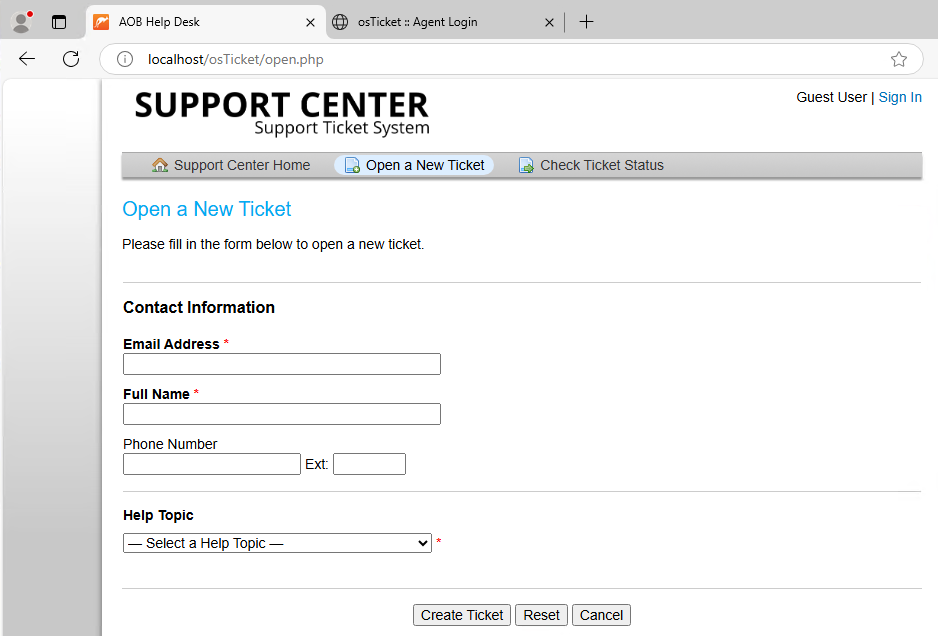 AOB Help Desk osTicket :: Agent Login
localhost/osTicket/open.php
SUPPORT CENTER
Support Ticket System
Guest User | Sign In
Support Center Home Open a New Ticket Check Ticket Status
Open a New Ticket
Please fill in the form below to open a new ticket.
Contact Information
Email Address *
Full Name *
Phone Number
Ext:
Help Topic
— Select a Help Topic — *
Create Ticket Reset Cancel